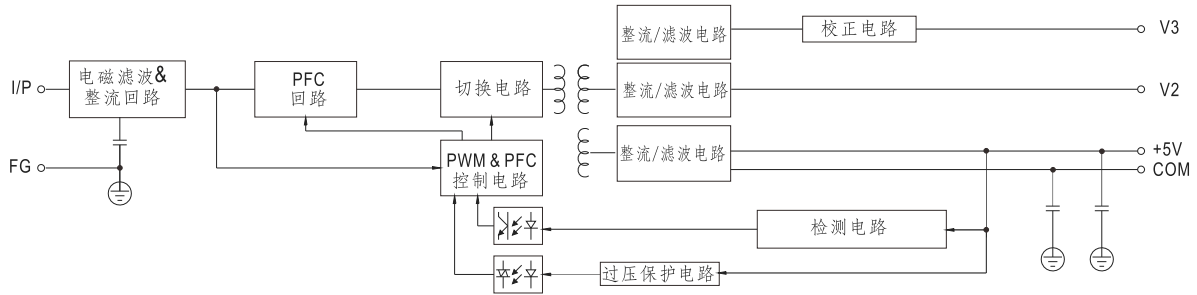 整流/滤波电路
校正电路
V3
I/P
电磁滤波&
整流回路
PFC
回路
切换电路
整流/滤波电路
V2
FG
PWM & PFC
控制电路
整流/滤波电路
+5V
COM
检测电路
过压保护电路